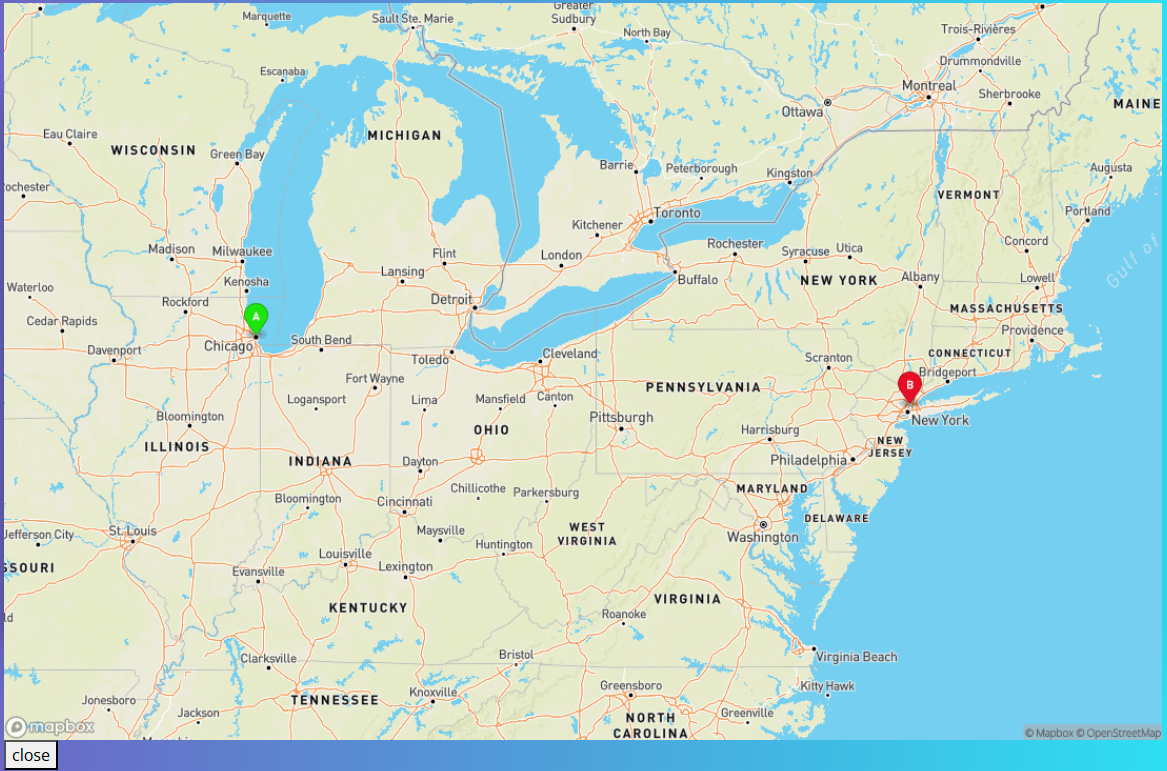 Marquette
Sault Ste. Marie
Greater
Sudbury
North Bay
Trois-Rivières
Drummondville
Escanaba
Montreal
Sherbrooke
Ottawa
MAINE
Eau Claire
MICHIGAN
WISCONSIN
Green Bay
Barrie
Peterborough
Kingston
Augusta
ochester
VERMONT
Toronto
Portland
Kitchener
Madison
Milwaukee
Flint
London
Rochester
Syracuse
Utica
Concord
Gulf of
Lansing
Buffalo
NEW YORK
Albany
Lowell
Waterloo
Kenosha
Rockford
Detroit
MASSACHUSETTS
A
Cedar Rapids
Providence
Chicago
South Bend
Davenport
Toledo
Cleveland
Scranton
CONNECTICUT
Bridgeport
Fort Wayne
PENNSYLVANIA
B
Logansport
Lima
Mansfield
Canton
Bloomington
Pittsburgh
New York
OHIO
Harrisburg
NEW
JERSEY
ILLINOIS
INDIANA
Dayton
Philadelphia
Chillicothe
Parkersburg
MARYLAND
Bloomington
Cincinnati
DELAWARE
Jefferson City
St. Louis
Maysville
WEST
VIRGINIA
Washington
Huntington
Louisville
SSOURI
Evansville
Lexington
KENTUCKY
VIRGINIA
ld
Roanoke
Clarksville
Bristol
Virginia Beach
Greensboro
Kitty Hawk
Jonesboro
TENNESSEE
Knoxville
Jackson
Greenville
NORTH
CAROLINA
mapbox
© Mapbox © OpenStreetMap
close